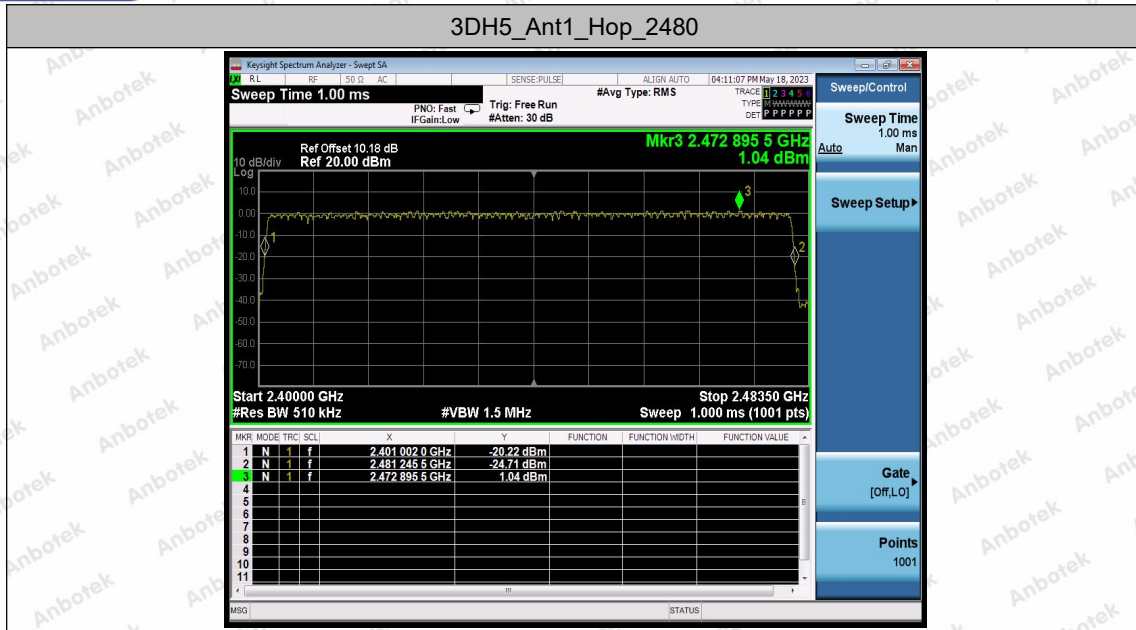 3DH5_Ant1_Hop_2480
Keysight Spectrum Analyzer - Swept SA
RL RF 50 Ω AC SENSE:PULSE ALIGN AUTO 04:11:07 PM May 18, 2023
Sweep Time 1.00 ms
#Avg Type: RMS
TRACE 1 2 3 4 5 6
TYPE M WWWWW
DET P P P P P P
PNO: Fast
IFGain:Low
Trig: Free Run
#Atten: 30 dB
Mkr3 2.472 895 5 GHz
1.04 dBm
Ref Offset 10.18 dB
10 dB/div Ref 20.00 dBm
Log
10.0
0.00
-10.0
-20.0
-30.0
-40.0
-50.0
-60.0
-70.0
1
2
3
Start 2.40000 GHz Stop 2.48350 GHz
#Res BW 510 kHz #VBW 1.5 MHz Sweep 1.000 ms (1001 pts)
MKR MODE TRC SCL X Y FUNCTION FUNCTION WIDTH FUNCTION VALUE
1 N 1 f 2.401 002 0 GHz -20.22 dBm
2 N 1 f 2.481 245 5 GHz -24.71 dBm
3 N 1 f 2.472 895 5 GHz 1.04 dBm
4
5
6
7
8
9
10
11
MSG STATUS
Sweep/Control
Sweep Time
1.00 ms
Auto Man
Sweep Setup
Gate
[Off,LO]
Points
1001
Anbotek